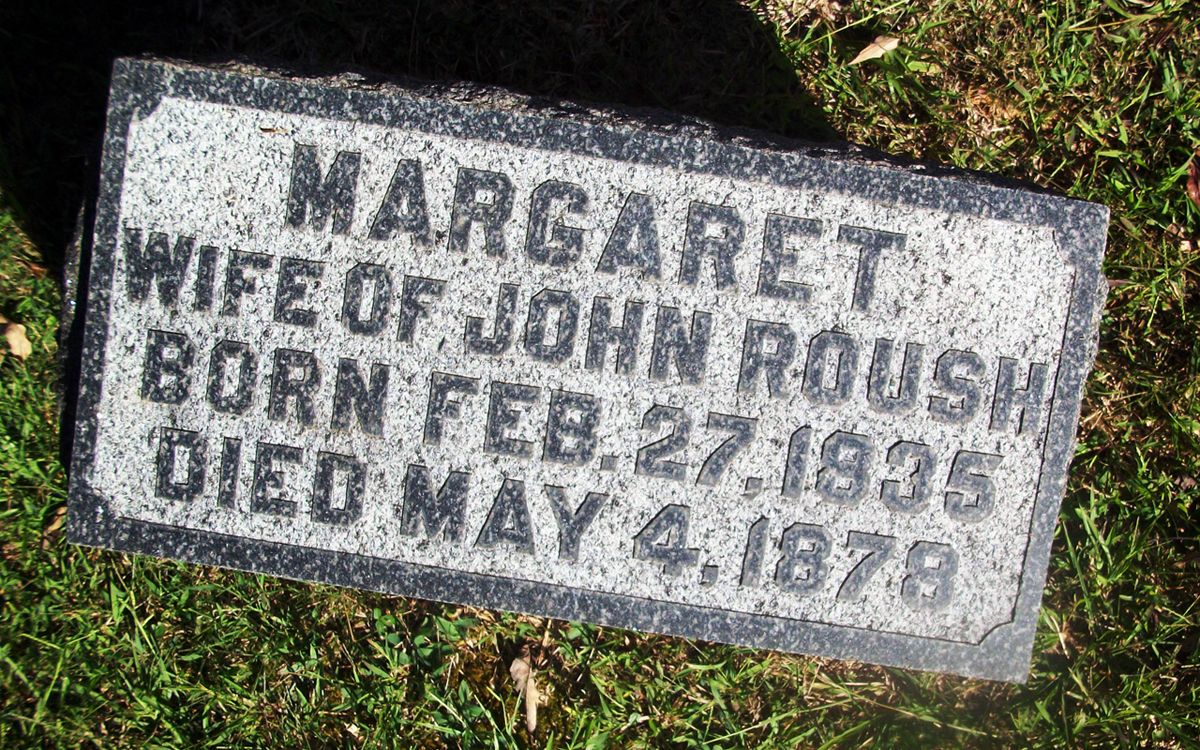 MARGARET
WIFE OF JOHN ROUSH
BORN FEB. 27, 1835
DIED MAY 4, 1878